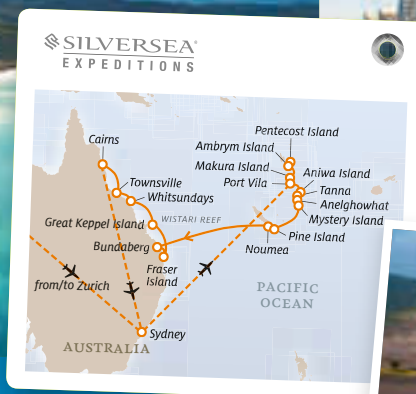 SILVERSEA®
EXPEDITIONS
Pentecost Island
Cairns
Ambrym Island
Makura Island
Aniwa Island
Townsville
Port Vila
Tanna
Whitsundays
Anelghowhat
Great Keppel Island
WISTARI REEF
Mystery Island
Bundaberg
Pine Island
Noumea
Fraser
Island
from/to Zurich
PACIFIC
OCEAN
Sydney
AUSTRALIA